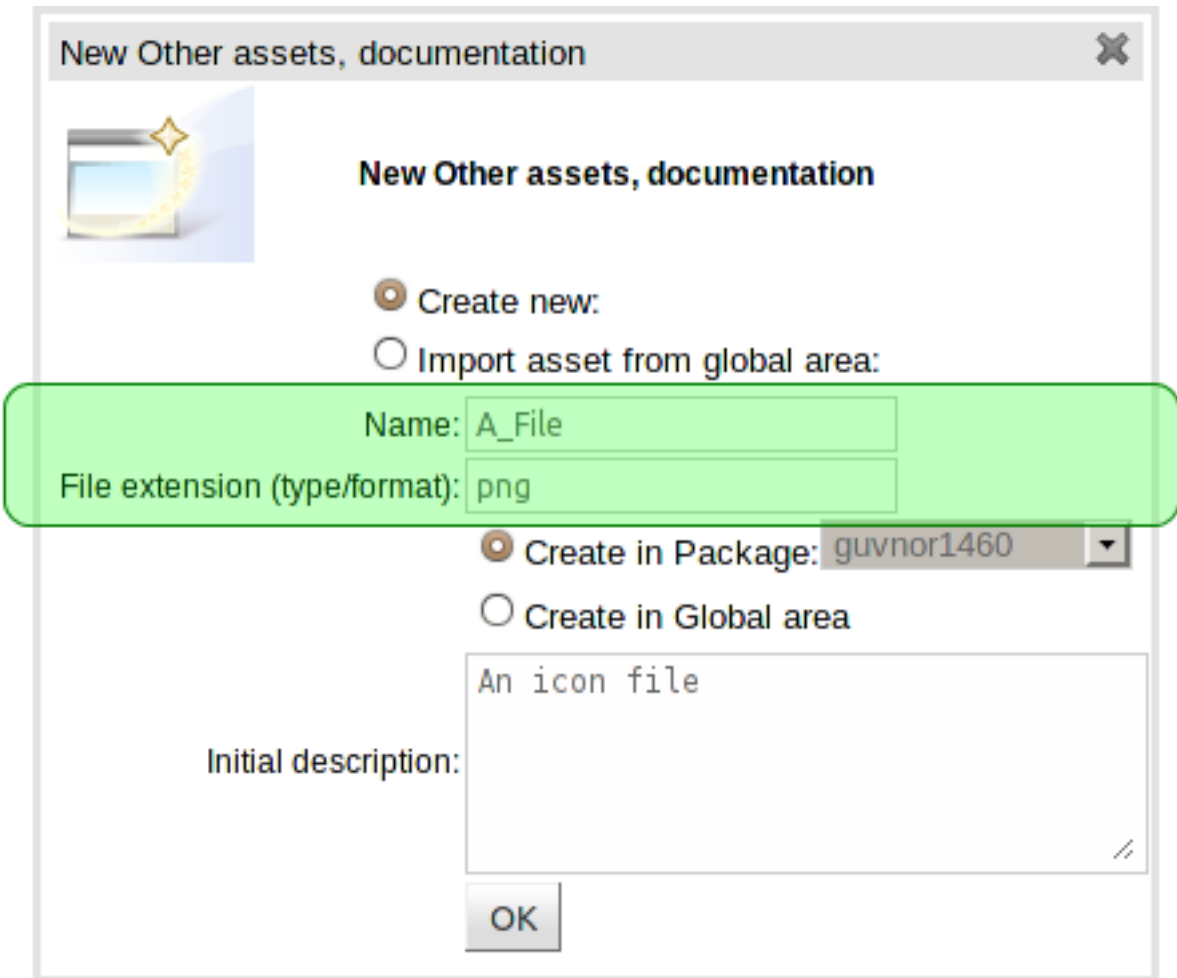 New Other assets, documentation
New Other assets, documentation
Create new:
Import asset from global area:
Name: A_File
File extension (type/format): png
Create in Package: guvnor1460
Create in Global area
An icon file
Initial description:
OK